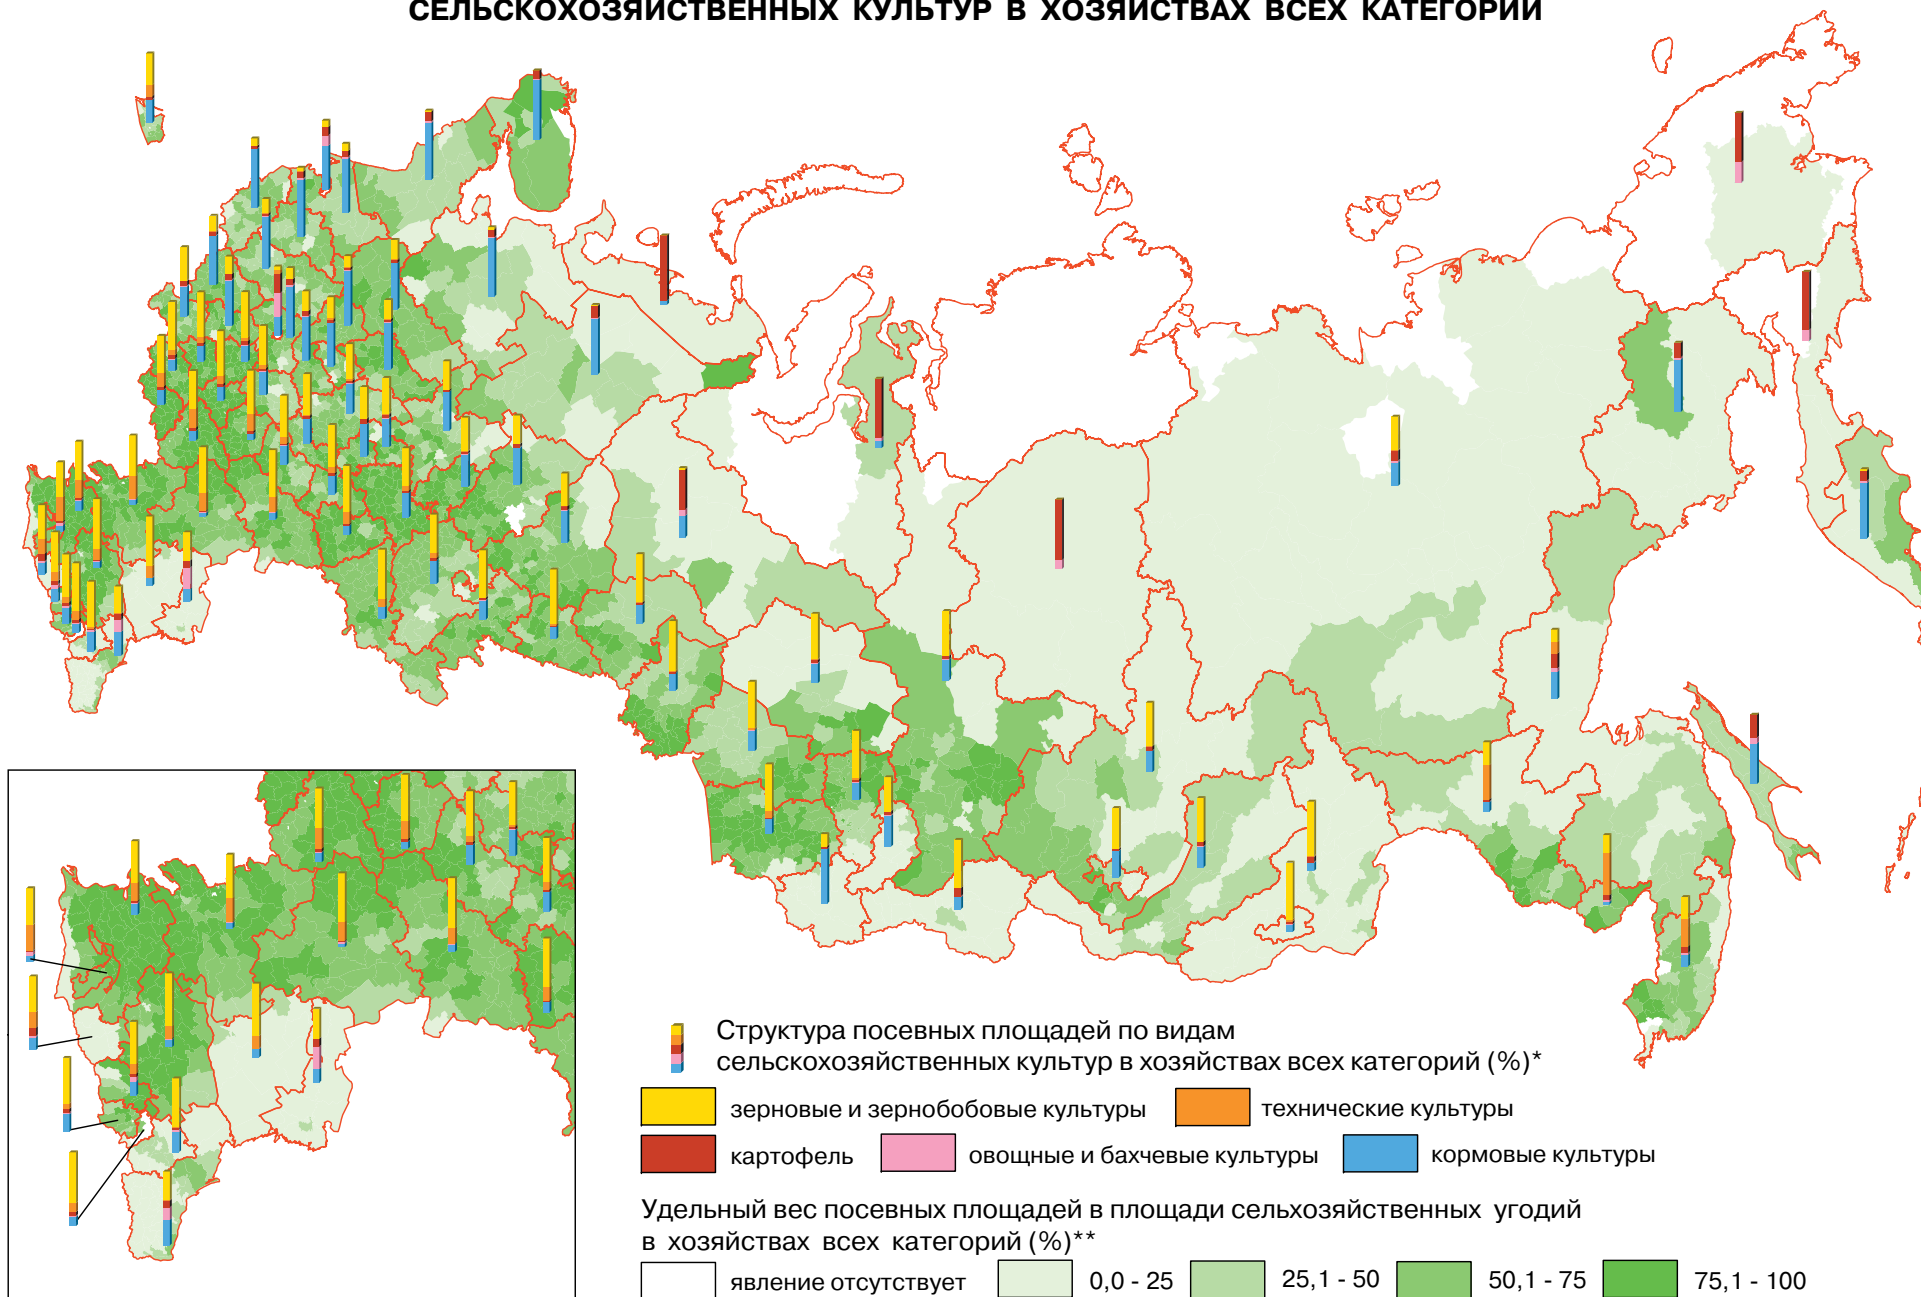 СЕЛЬСКОХОЗЯЙСТВЕННЫХ КУЛЬТУР В ХОЗЯЙСТВАХ ВСЕХ КАТЕГОРИЙ
Структура посевных площадей по видам
сельскохозяйственных культур в хозяйствах всех категорий (%)*
зерновые и зернобобовые культуры
технические культуры
картофель
овощные и бахчевые культуры
кормовые культуры
Удельный вес посевных площадей в площади сельхозяйственных угодий
в хозяйствах всех категорий (%)**
явление отсутствует
0,0 - 25
25,1 - 50
50,1 - 75
75,1 - 100